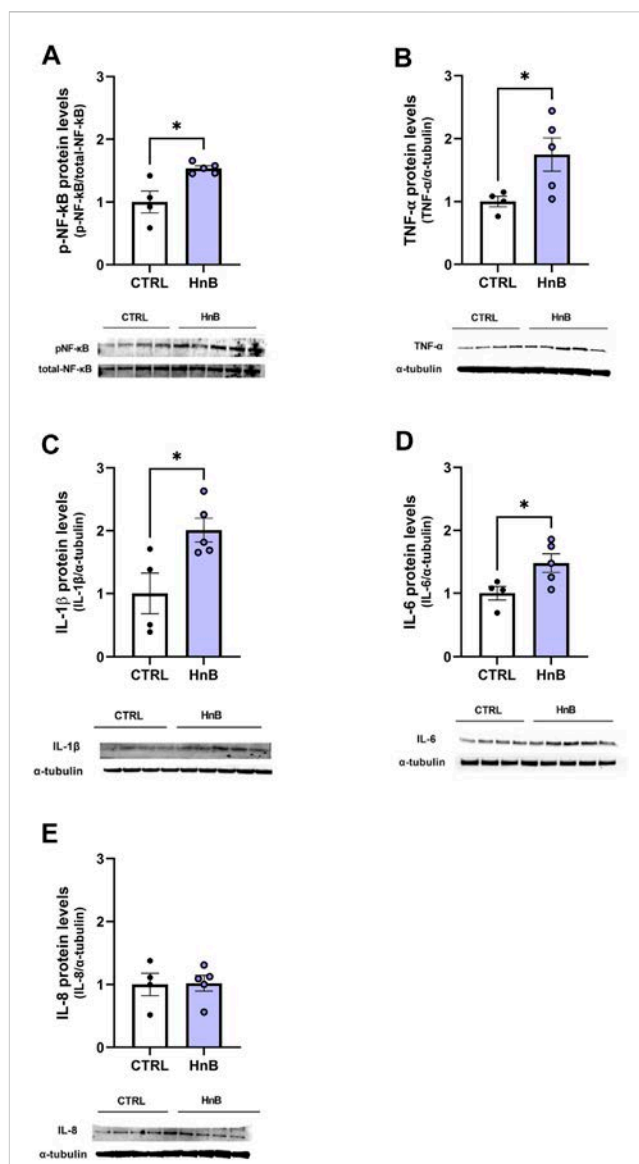 A
p-NF-kB protein levels
(p-NF-kB/total-NF-kB)
3
2
1
0
*
CTRL HnB
CTRL HnB
pNF-κB
total-NF-κB
B
TNF-α protein levels
(TNF-α/α-tubulin)
3
2
1
0
*
CTRL HnB
CTRL HnB
TNF-α
α-tubulin
C
IL-1β protein levels
(IL-1β/α-tubulin)
3
2
1
0
*
CTRL HnB
CTRL HnB
IL-1β
α-tubulin
D
IL-6 protein levels
(IL-6/α-tubulin)
3
2
1
0
*
CTRL HnB
CTRL HnB
IL-6
α-tubulin
E
IL-8 protein levels
(IL-8/α-tubulin)
3
2
1
0
CTRL HnB
CTRL HnB
IL-8
α-tubulin